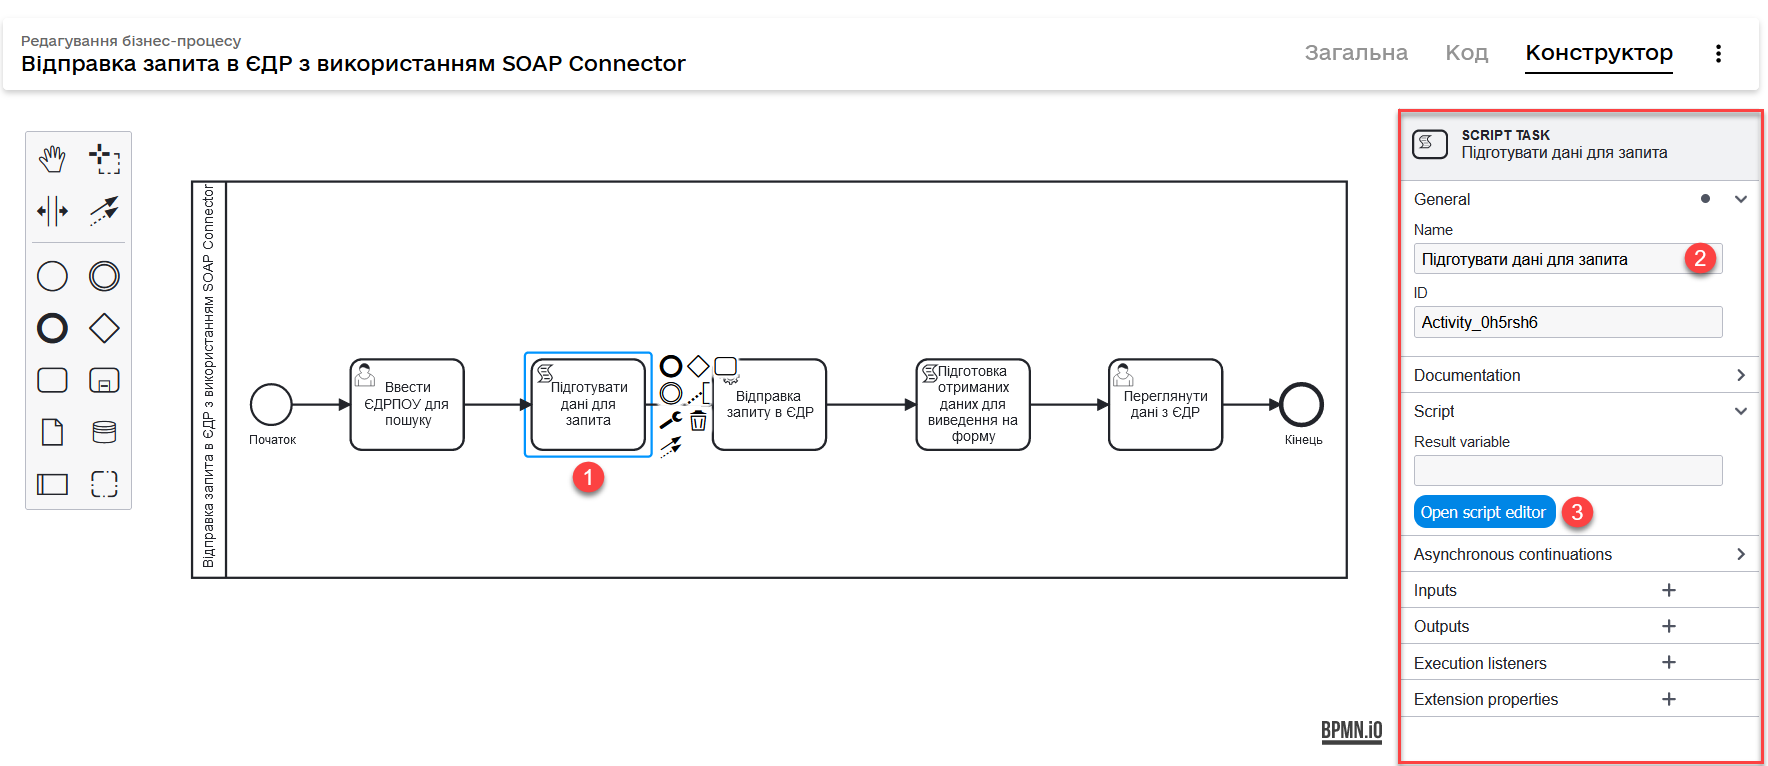 Редагування бізнес-процесу
Відправка запита в ЄДР з використанням SOAP Connector
Загальна
Код
Конструктор
Відправка запита в ЄДР з використанням SOAP Connector
Початок
Ввести
ЄДРПОУ для
пошуку
Підготувати
дані для
запита
1
Відправка
запиту в ЄДР
Підготовка
отриманих
даних для
виведення на
форму
Переглянути
дані з ЄДР
Кінець
BPMN.iO
SCRIPT TASK
Підготувати дані для запита
General
Name
Підготувати дані для запита
2
ID
Activity_0h5rsh6
Documentation
Script
Result variable
Open script editor
3
Asynchronous continuations
Inputs
Outputs
Execution listeners
Extension properties